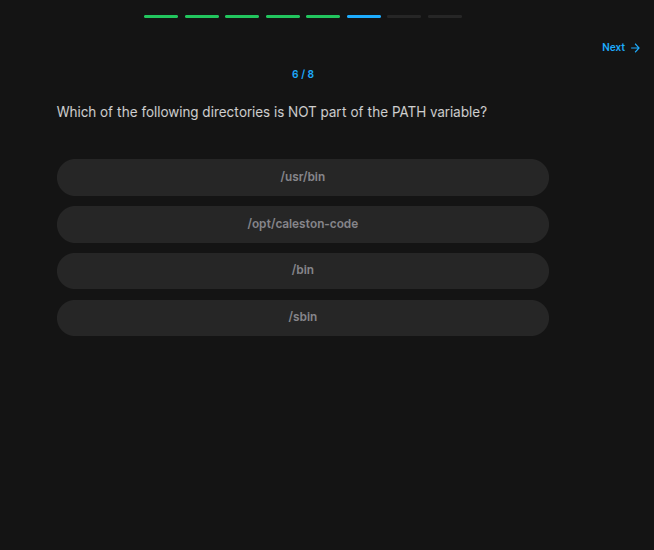 Next →
6 / 8
Which of the following directories is NOT part of the PATH variable?
/usr/bin
/opt/caleston-code
/bin
/sbin